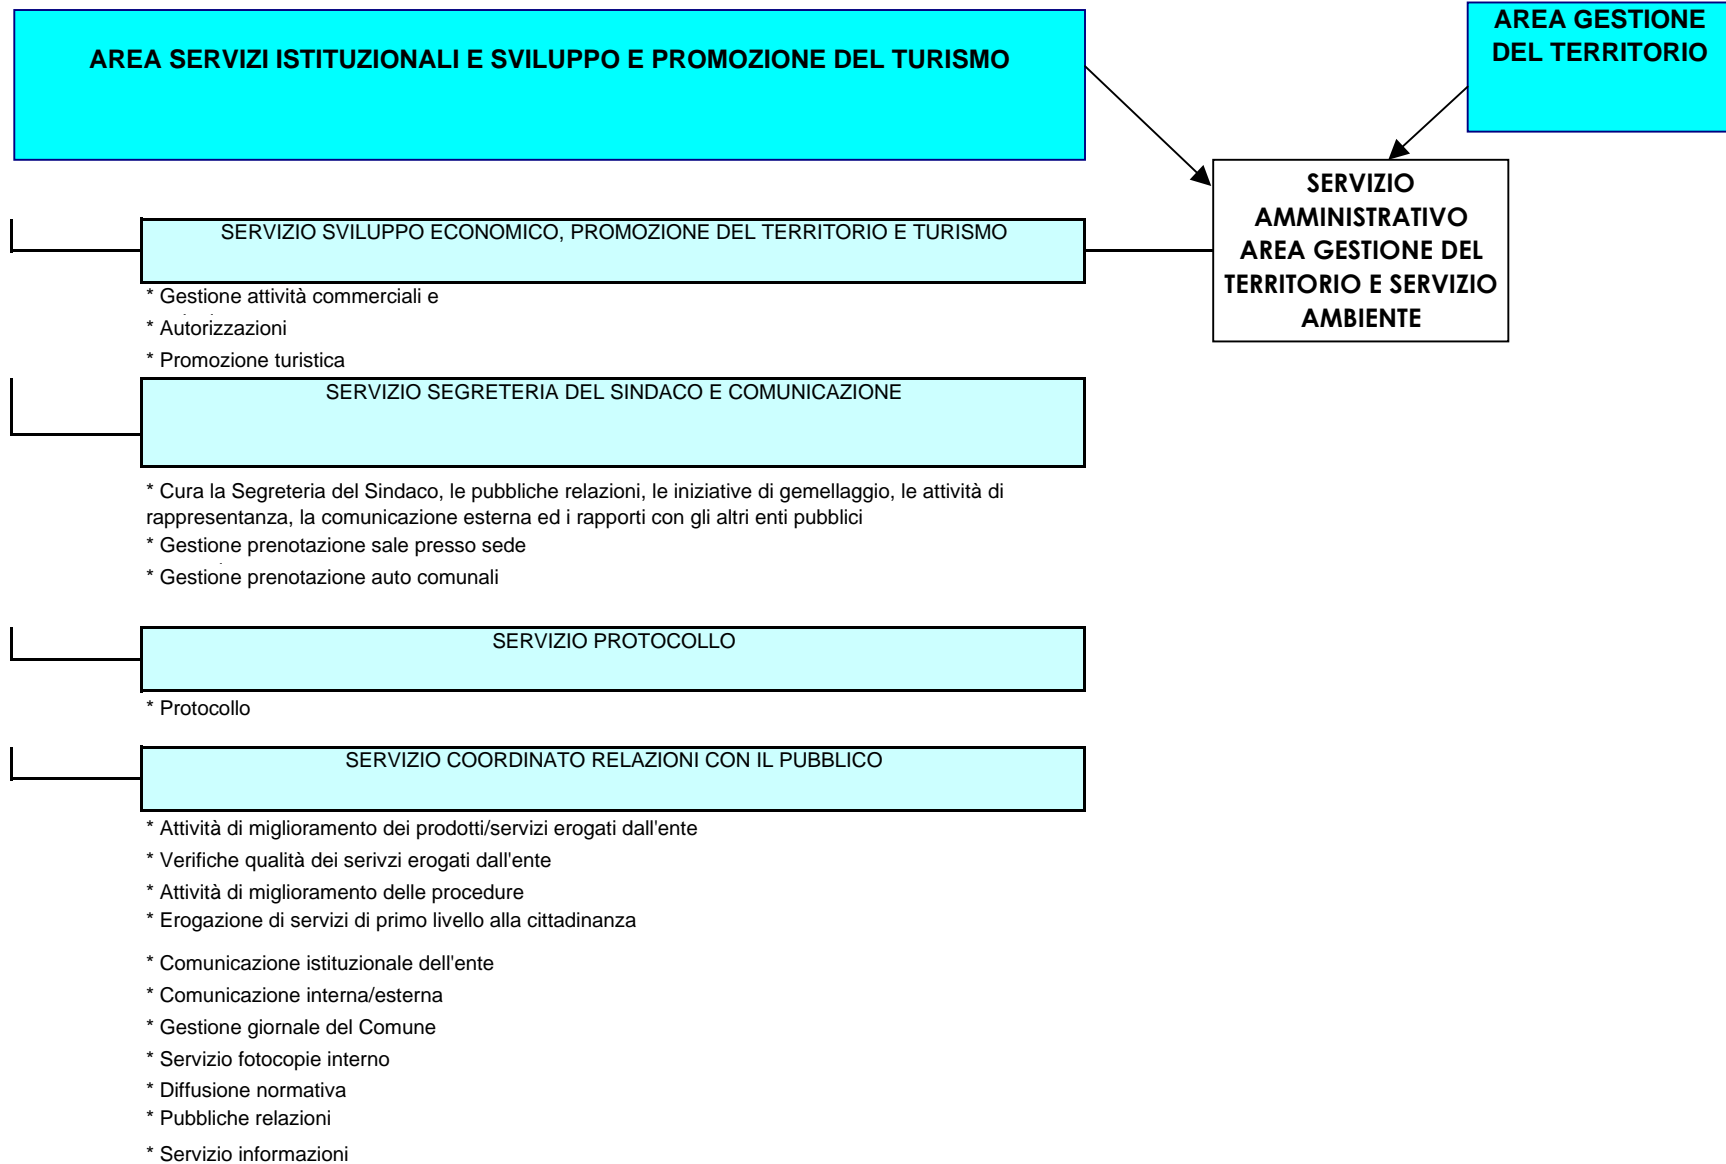 AREA SERVIZI ISTITUZIONALI E SVILUPPO E PROMOZIONE DEL TURISMO
AREA GESTIONE
DEL TERRITORIO
SERVIZIO
AMMINISTRATIVO
AREA GESTIONE DEL
TERRITORIO E SERVIZIO
AMBIENTE
SERVIZIO SVILUPPO ECONOMICO, PROMOZIONE DEL TERRITORIO E TURISMO
* Gestione attività commerciali e
* Autorizzazioni
* Promozione turistica
SERVIZIO SEGRETERIA DEL SINDACO E COMUNICAZIONE
* Cura la Segreteria del Sindaco, le pubbliche relazioni, le iniziative di gemellaggio, le attività di
rappresentanza, la comunicazione esterna ed i rapporti con gli altri enti pubblici
* Gestione prenotazione sale presso sede
* Gestione prenotazione auto comunali
SERVIZIO PROTOCOLLO
* Protocollo
SERVIZIO COORDINATO RELAZIONI CON IL PUBBLICO
* Attività di miglioramento dei prodotti/servizi erogati dall'ente
* Verifiche qualità dei serivzi erogati dall'ente
* Attività di miglioramento delle procedure
* Erogazione di servizi di primo livello alla cittadinanza
* Comunicazione istituzionale dell'ente
* Comunicazione interna/esterna
* Gestione giornale del Comune
* Servizio fotocopie interno
* Diffusione normativa
* Pubbliche relazioni
* Servizio informazioni